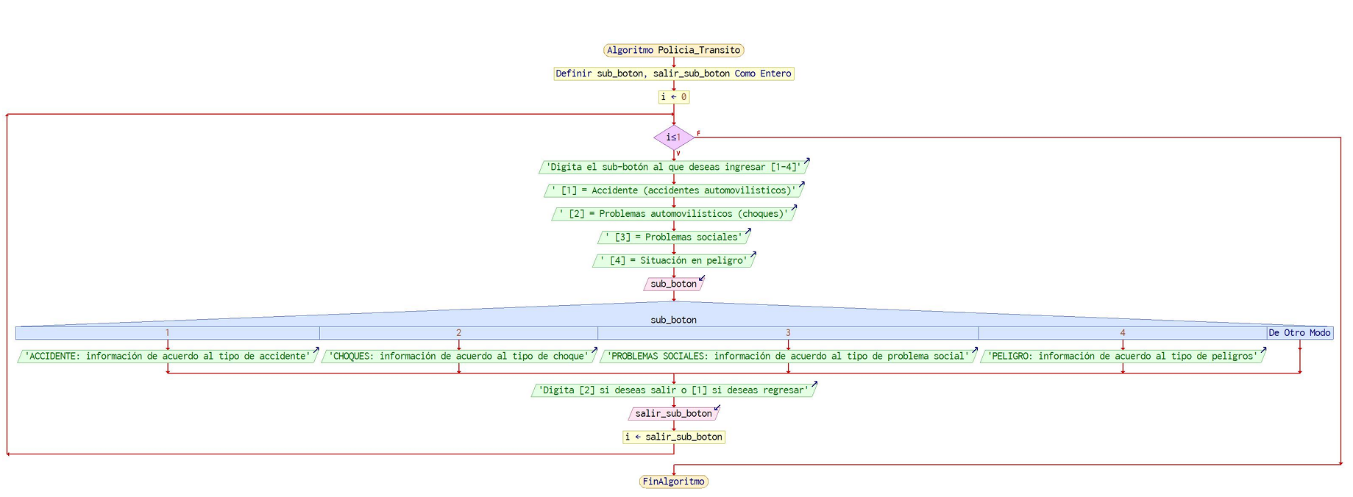 Algoritmo Policia_Transito
Definir sub_boton, salir_sub_boton Como Entero
i ← 0
i≤1
F
V
'Digita el sub-botón al que deseas ingresar [1-4]'
' [1] = Accidente (accidentes automovilísticos)'
' [2] = Problemas automovilísticos (choques)'
' [3] = Problemas sociales'
' [4] = Situación en peligro'
sub_boton
sub_boton
1 2 3 4 De Otro Modo
'ACCIDENTE: información de acuerdo al tipo de accidente' 'CHOQUES: información de acuerdo al tipo de choque' 'PROBLEMAS SOCIALES: información de acuerdo al tipo de problema social' 'PELIGRO: información de acuerdo al tipo de peligros'
'Digita [2] si deseas salir o [1] si deseas regresar'
salir_sub_boton
i ← salir_sub_boton
FinAlgoritmo